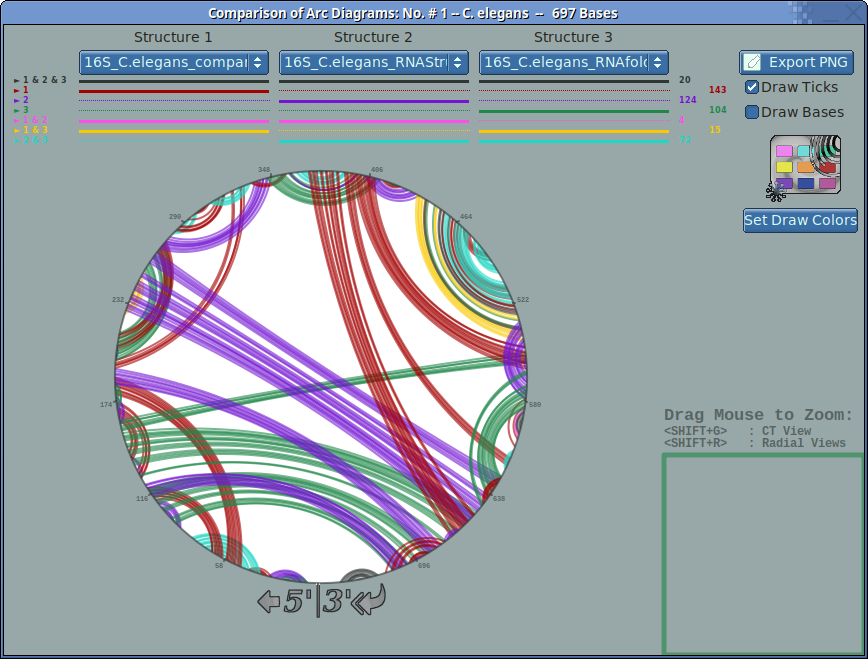 Comparison of Arc Diagrams: No. # 1 -- C. elegans -- 697 Bases
Structure 1
Structure 2
Structure 3
16S_C.elegans_compar
16S_C.elegans_RNAStru
16S_C.elegans_RNAfold
Export PNG
Draw Ticks
Draw Bases
Set Draw Colors
► 1 & 2 & 3
20
► 1
143
► 2
124
► 3
104
► 1 & 2
4
► 1 & 3
15
► 2 & 3
72
348
406
290
464
232
522
174
580
116
638
58
696
5'|3'
Drag Mouse to Zoom:
<SHIFT+G> : CT View
<SHIFT+R> : Radial Views